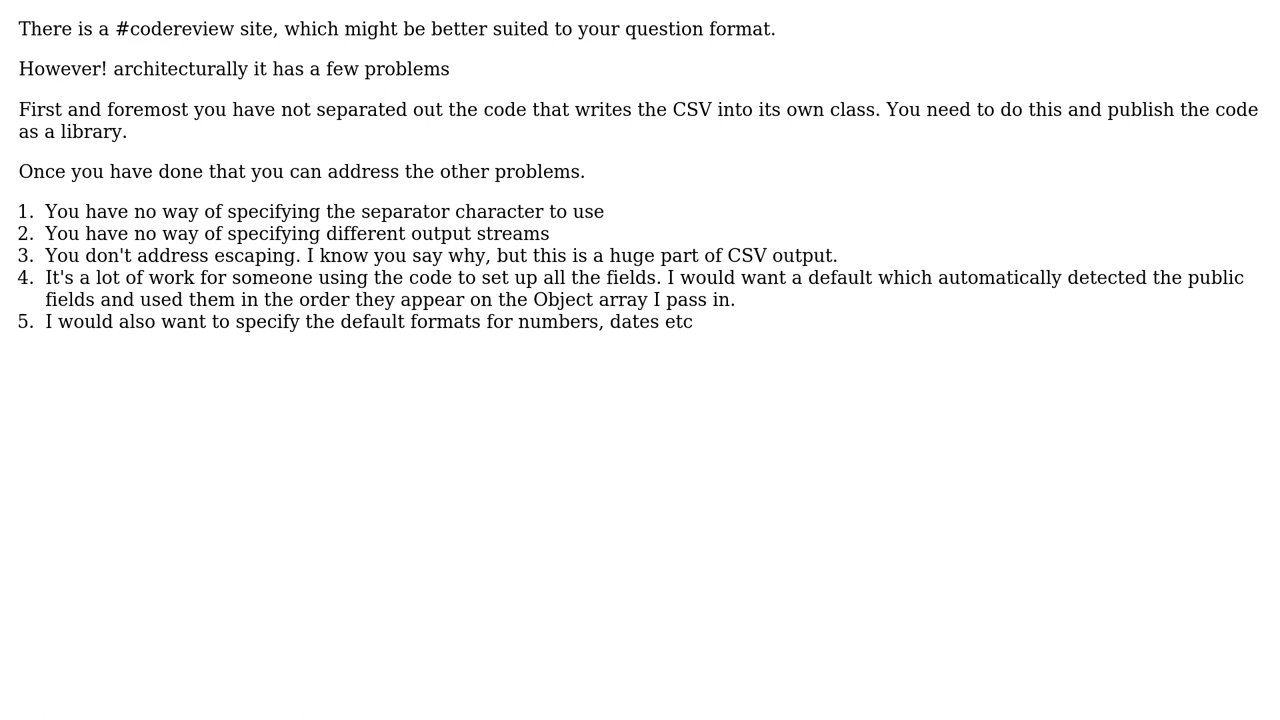 There is a #codereview site, which might be better suited to your question format.
However! architecturally it has a few problems
First and foremost you have not separated out the code that writes the CSV into its own class. You need to do this and publish the code
as a library.
Once you have done that you can address the other problems.
1. You have no way of specifying the separator character to use
2. You have no way of specifying different output streams
3. You don't address escaping. I know you say why, but this is a huge part of CSV output.
4. It's a lot of work for someone using the code to set up all the fields. I would want a default which automatically detected the public
fields and used them in the order they appear on the Object array I pass in.
5. I would also want to specify the default formats for numbers, dates etc